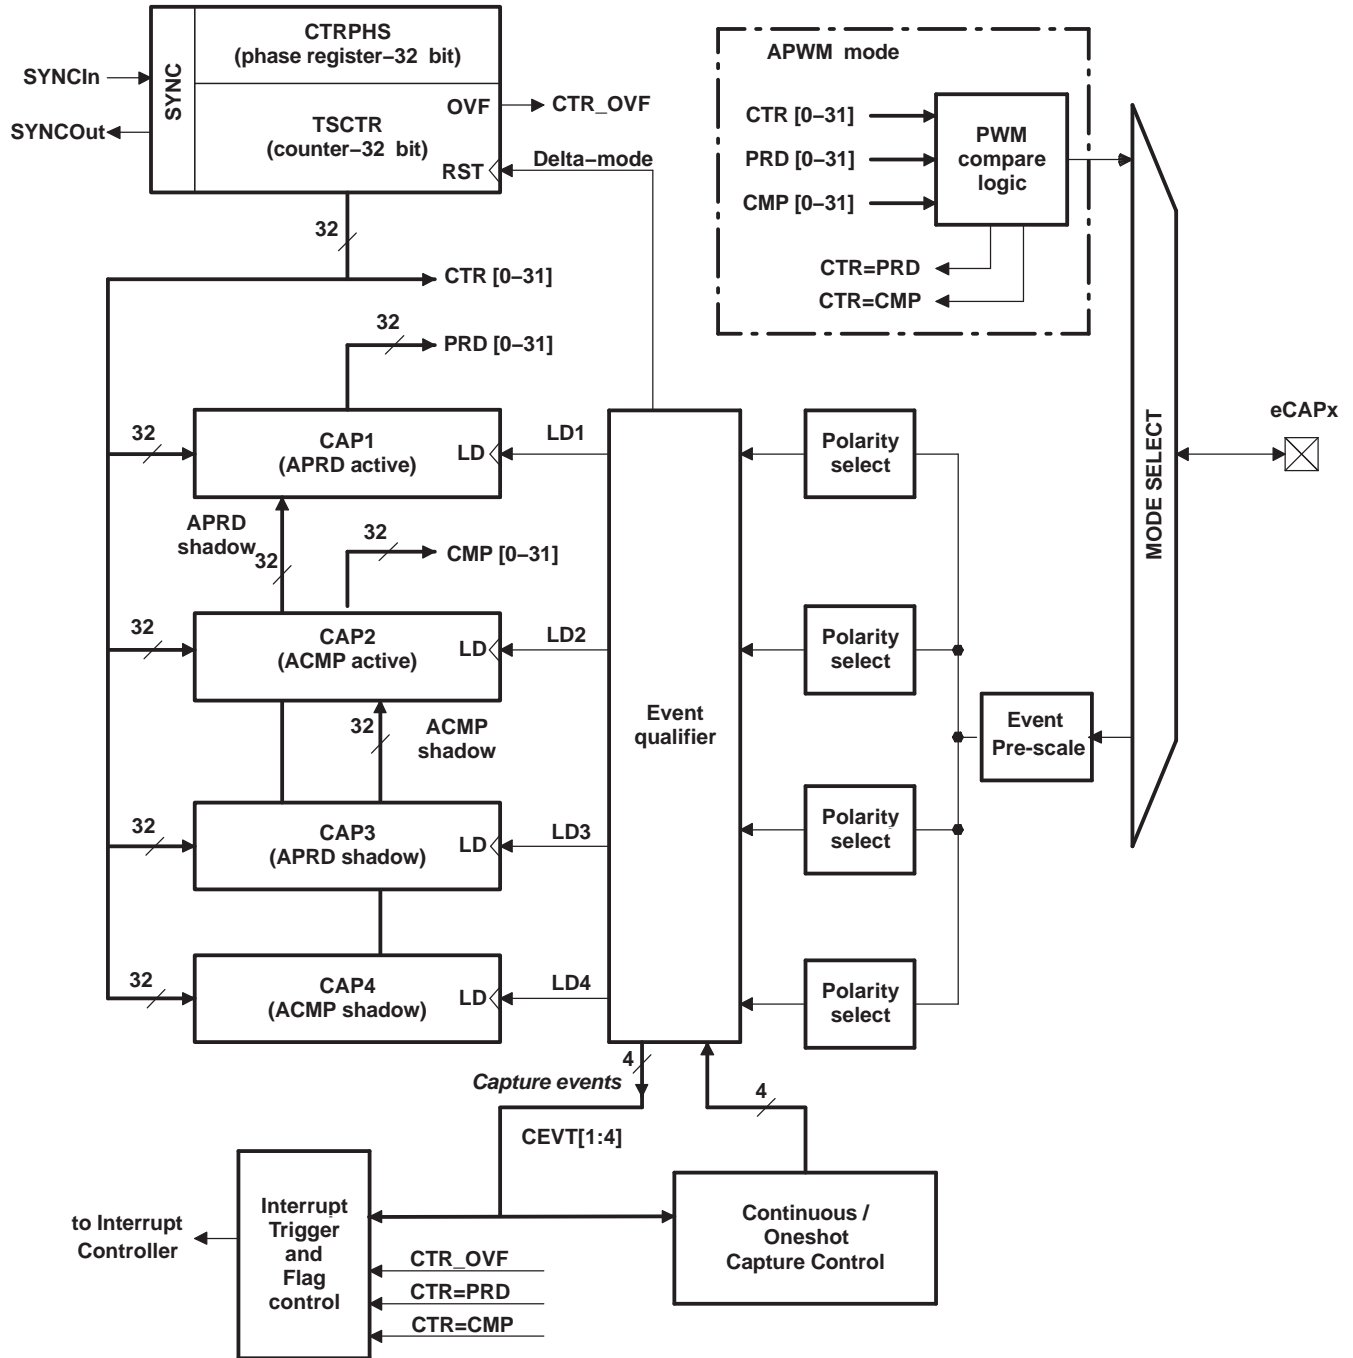 CTRPHS
(phase register−32 bit)
APWM mode
SYNCIn
SYNC
OVF
CTR_OVF
SYNCOut
TSCTR
(counter−32 bit)
RST
Delta−mode
CTR [0−31]
PRD [0−31]
CMP [0−31]
PWM
compare
logic
CTR=PRD
CTR=CMP
32
CTR [0−31]
32
PRD [0−31]
MODE SELECT
eCAPx
32
CAP1
(APRD active)
LD
LD1
Polarity
select
APRD
shadow
32
32
CMP [0−31]
32
CAP2
(ACMP active)
LD
LD2
Polarity
select
Event
qualifier
Event
Pre-scale
32
ACMP
shadow
32
CAP3
(APRD shadow)
LD
LD3
Polarity
select
32
CAP4
(ACMP shadow)
LD
LD4
Polarity
select
4
Capture events
4
CEVT[1:4]
to Interrupt
Controller
Interrupt
Trigger
and
Flag
control
CTR_OVF
CTR=PRD
CTR=CMP
Continuous /
Oneshot
Capture Control